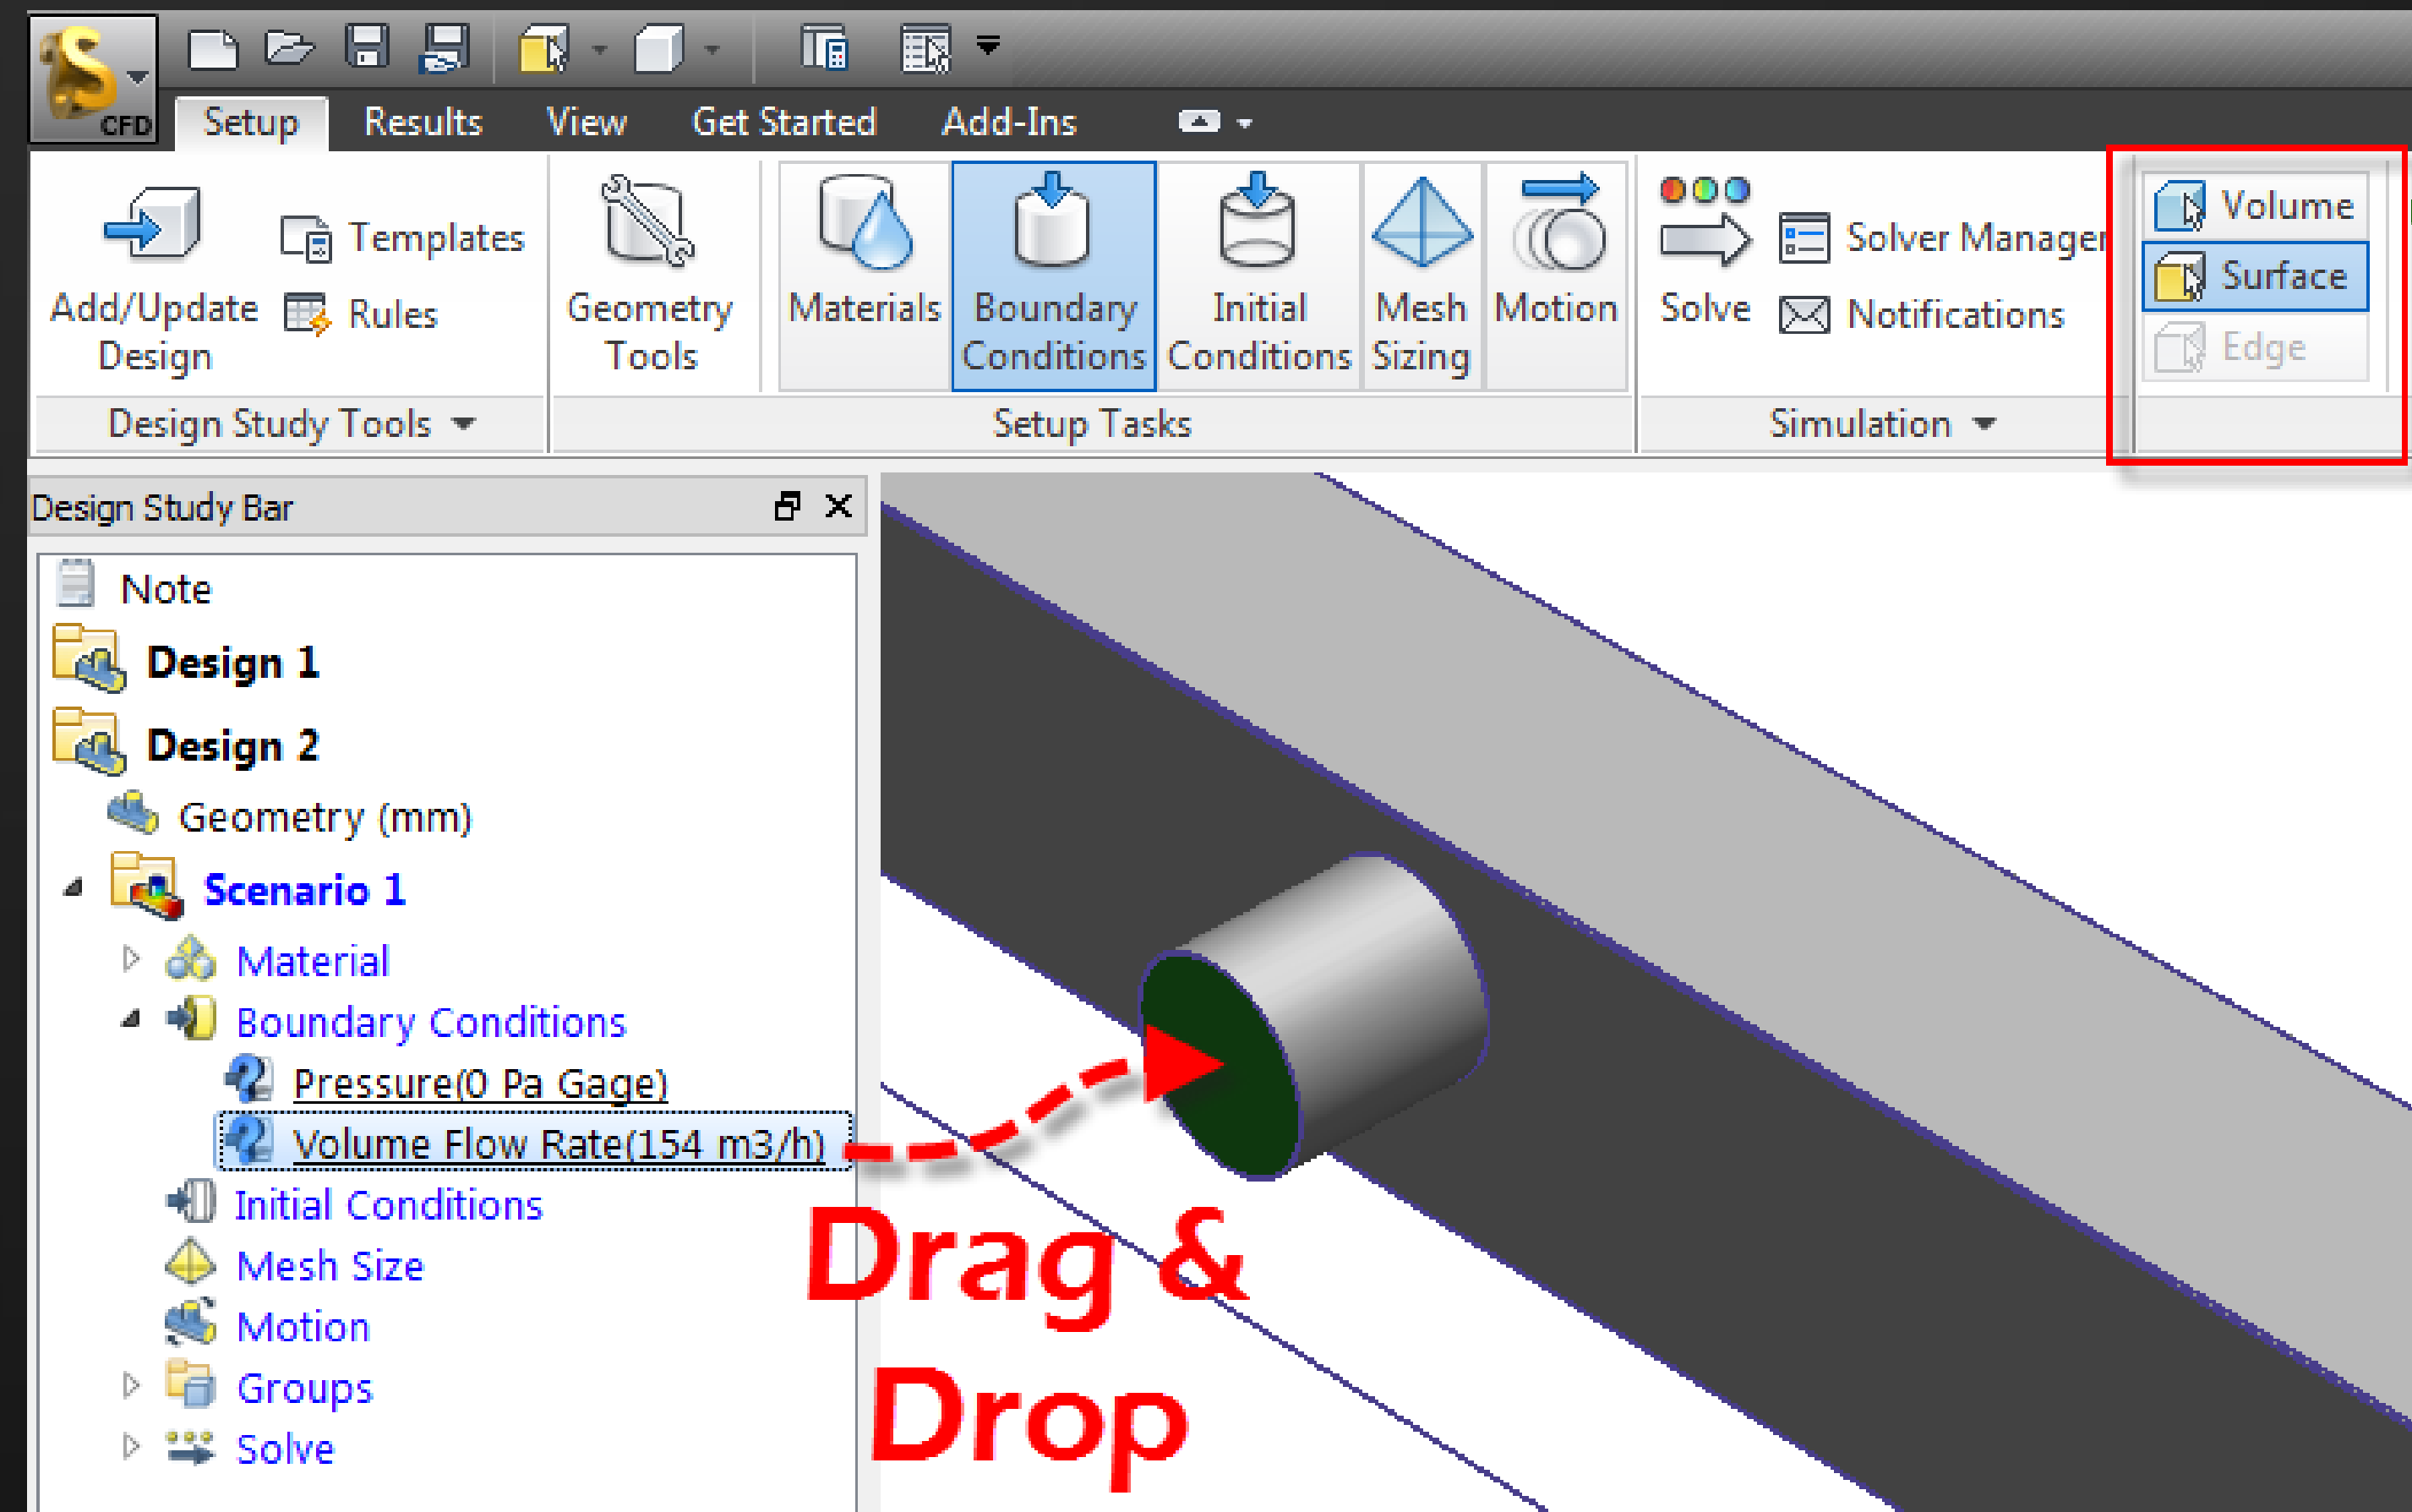 CFD
Setup Results View Get Started Add-Ins
Add/Update
Design
Templates
Rules
Geometry
Tools
Materials
Boundary
Conditions
Initial
Conditions
Mesh
Sizing
Motion
Solve
Solver Manager
Notifications
Volume
Surface
Edge
Design Study Tools
Setup Tasks
Simulation
Design Study Bar
Note
Design 1
Design 2
Geometry (mm)
Scenario 1
Material
Boundary Conditions
Pressure(0 Pa Gage)
Volume Flow Rate(154 m3/h)
Initial Conditions
Mesh Size
Motion
Groups
Solve
Drag &
Drop